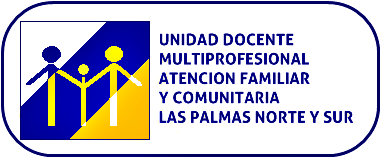 UNIDAD DOCENTE
MULTIPROFESIONAL
ATENCION FAMILIAR
Y COMUNITARIA
LAS PALMAS NORTE Y SUR